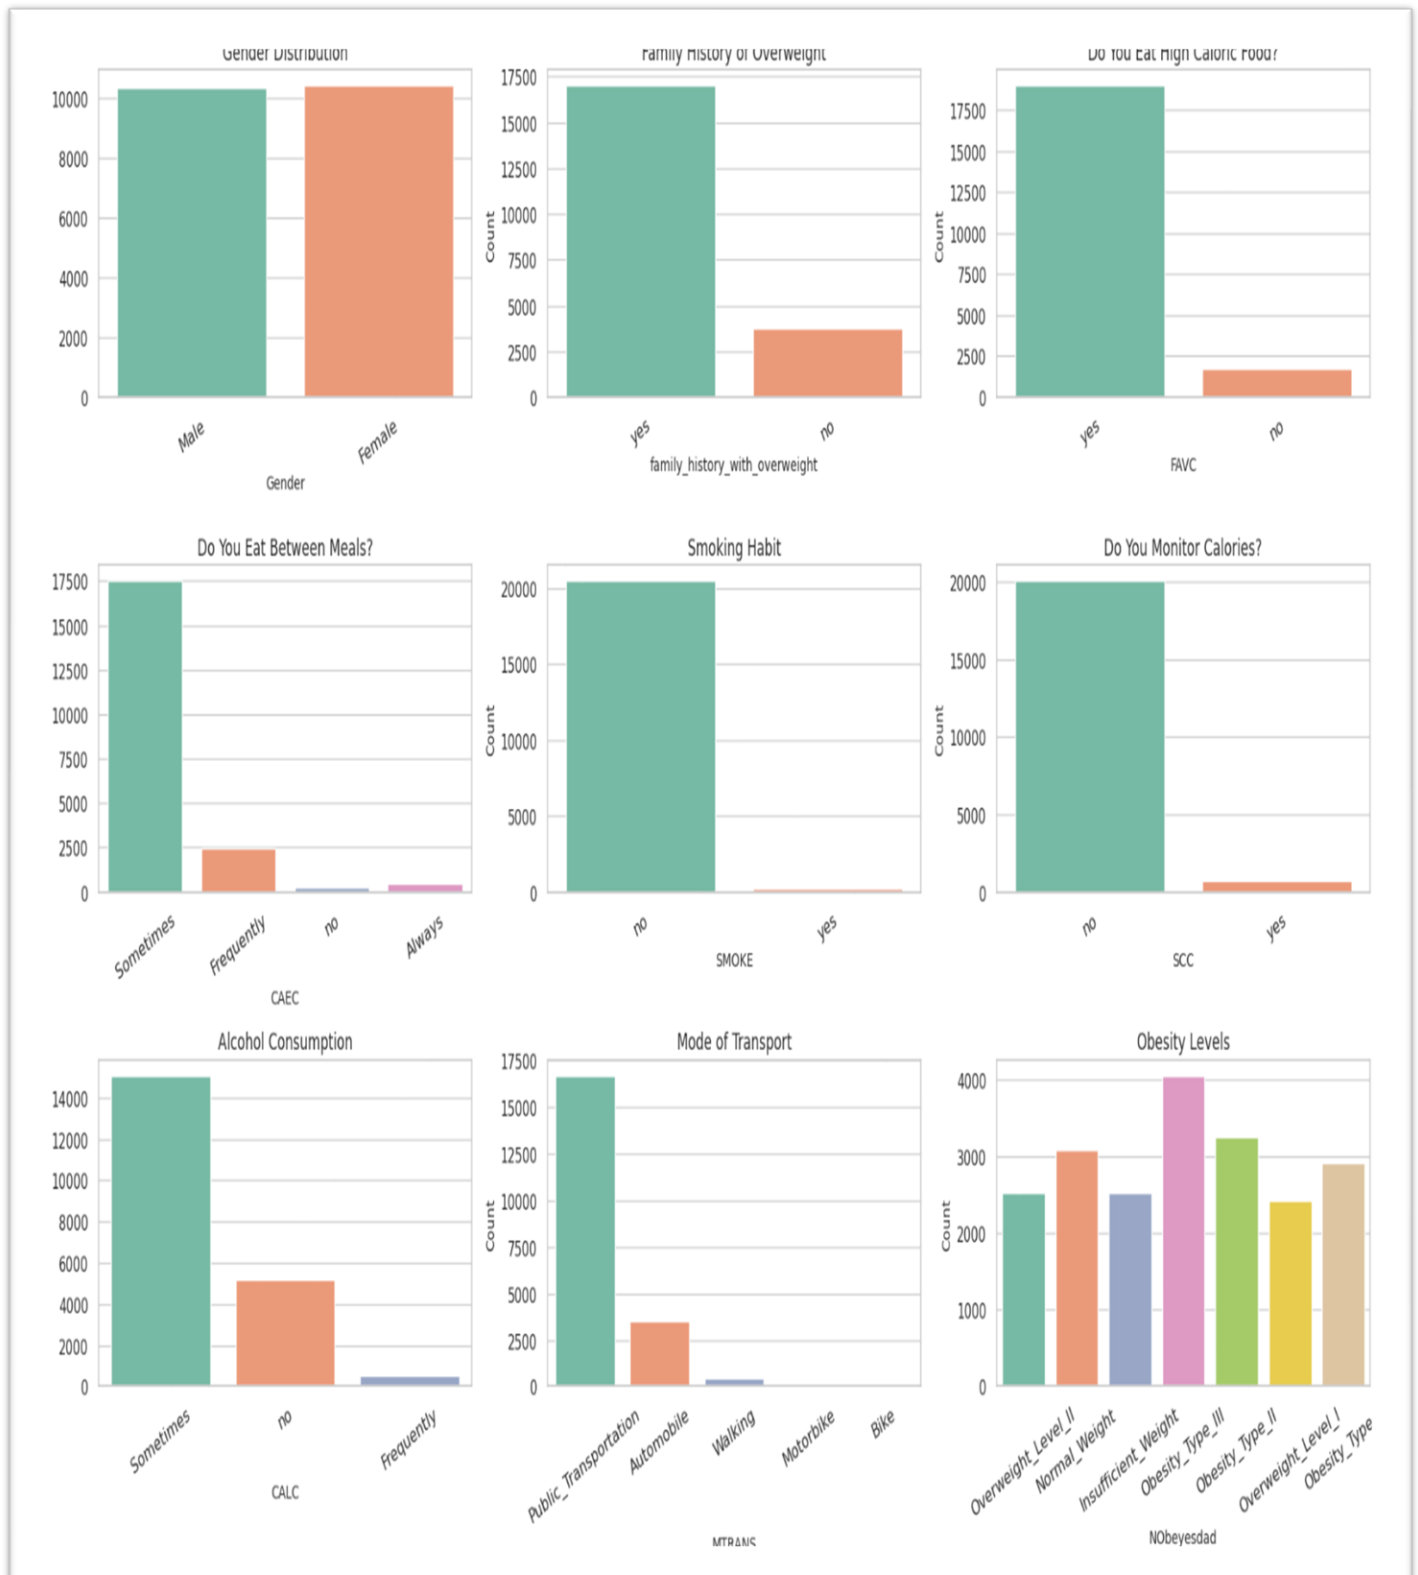 Gender Distribution
10000
8000
6000
4000
2000
0
Male
Female
Gender
Family History of Overweight
Count
17500
15000
12500
10000
7500
5000
2500
0
yes
no
family_history_with_overweight
Do You Eat High Caloric Food?
Count
17500
15000
12500
10000
7500
5000
2500
0
yes
no
FAVC
Do You Eat Between Meals?
17500
15000
12500
10000
7500
5000
2500
0
Sometimes
Frequently
no
Always
CAEC
Smoking Habit
Count
20000
15000
10000
5000
0
no
yes
SMOKE
Do You Monitor Calories?
Count
20000
15000
10000
5000
0
no
yes
SCC
Alcohol Consumption
14000
12000
10000
8000
6000
4000
2000
0
Sometimes
no
Frequently
CALC
Mode of Transport
Count
17500
15000
12500
10000
7500
5000
2500
0
Public_Transportation
Automobile
Walking
Motorbike
Bike
MTRANS
Obesity Levels
Count
4000
3000
2000
1000
0
Overweight_Level_II
Normal_Weight
Insufficient_Weight
Obesity_Type_III
Obesity_Type_II
Overweight_Level_I
Obesity_Type
NObeyesdad